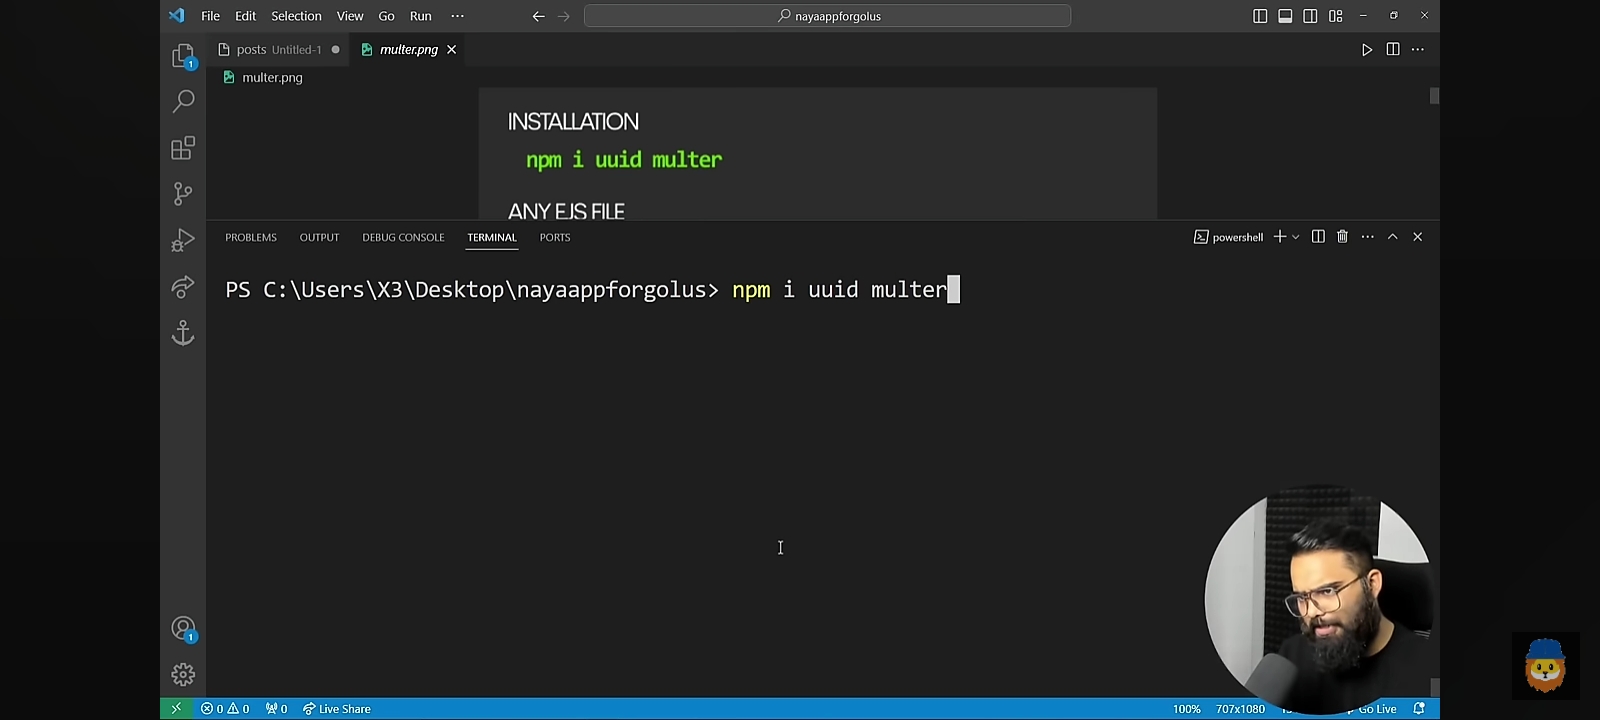 File Edit Selection View Go Run ··· nayaappforgolus
posts Untitled-1 multer.png
multer.png
INSTALLATION
npm i uuid multer
ANY EJS FILE
PROBLEMS OUTPUT DEBUG CONSOLE TERMINAL PORTS powershell
PS C:\Users\X3\Desktop\nayaappforgolus> npm i uuid multer
1
1
0 0 0 Live Share 100% 707x1080 Go Live